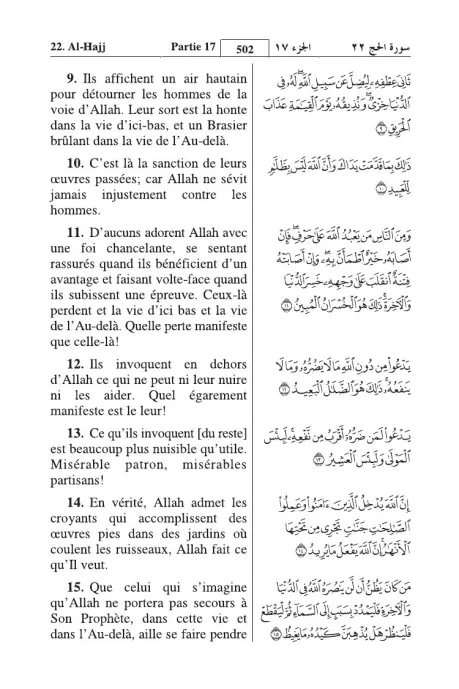 22. Al-Hajj Partie 17 502 الجزء ١٧ سورة الحج ٢٢
9. Ils affichent un air hautain
pour détourner les hommes de la
voie d'Allah. Leur sort est la honte
dans la vie d'ici-bas, et un Brasier
brûlant dans la vie de l'Au-delà.
10. C'est là la sanction de leurs
œuvres passées; car Allah ne sévit
jamais injustement contre les
hommes.
11. D'aucuns adorent Allah avec
une foi chancelante, se sentant
rassurés quand ils bénéficient d'un
avantage et faisant volte-face quand
ils subissent une épreuve. Ceux-là
perdent et la vie d'ici bas et la vie
de l'Au-delà. Quelle perte manifeste
que celle-là!
12. Ils invoquent en dehors
d'Allah ce qui ne peut ni leur nuire
ni les aider. Quel égarement
manifeste est le leur!
13. Ce qu'ils invoquent [du reste]
est beaucoup plus nuisible qu'utile.
Misérable patron, misérables
partisans!
14. En vérité, Allah admet les
croyants qui accomplissent des
œuvres pies dans des jardins où
coulent les ruisseaux, Allah fait ce
qu'Il veut.
15. Que celui qui s'imagine
qu'Allah ne portera pas secours à
Son Prophète, dans cette vie et
dans l'Au-delà, aille se faire pendre
ثَانِيَ عِطْفِهِۦ لِيُضِلَّ عَن سَبِيلِ ٱللَّهِ لَهُۥ فِي
ٱلدُّنْيَا خِزْيٌ وَنُذِيقُهُۥ يَوْمَ ٱلْقِيَٰمَةِ عَذَابَ
ٱلْحَرِيقِ ٩
ذَٰلِكَ بِمَا قَدَّمَتْ يَدَاكَ وَأَنَّ ٱللَّهَ لَيْسَ بِظَلَّٰمٍ
لِّلْعَبِيدِ ١٠
وَمِنَ ٱلنَّاسِ مَن يَعْبُدُ ٱللَّهَ عَلَىٰ حَرْفٍ فَإِنْ
أَصَابَهُۥ خَيْرٌ ٱطْمَأَنَّ بِهِۦ وَإِنْ أَصَابَتْهُ
فِتْنَةٌ ٱنقَلَبَ عَلَىٰ وَجْهِهِۦ خَسِرَ ٱلدُّنْيَا
وَٱلْءَاخِرَةَ ذَٰلِكَ هُوَ ٱلْخُسْرَانُ ٱلْمُبِينُ ١١
يَدْعُوا۟ مِن دُونِ ٱللَّهِ مَا لَا يَضُرُّهُۥ وَمَا لَا
يَنفَعُهُۥ ذَٰلِكَ هُوَ ٱلضَّلَٰلُ ٱلْبَعِيدُ ١٢
يَدْعُوا۟ لَمَن ضَرُّهُۥٓ أَقْرَبُ مِن نَّفْعِهِۦ لَبِئْسَ
ٱلْمَوْلَىٰ وَلَبِئْسَ ٱلْعَشِيرُ ١٣
إِنَّ ٱللَّهَ يُدْخِلُ ٱلَّذِينَ ءَامَنُوا۟ وَعَمِلُوا۟
ٱلصَّٰلِحَٰتِ جَنَّٰتٍ تَجْرِي مِن تَحْتِهَا
ٱلْأَنْهَٰرُ إِنَّ ٱللَّهَ يَفْعَلُ مَا يُرِيدُ ١٤
مَن كَانَ يَظُنُّ أَن لَّن يَنصُرَهُ ٱللَّهُ فِي ٱلدُّنْيَا
وَٱلْءَاخِرَةِ فَلْيَمْدُدْ بِسَبَبٍ إِلَى ٱلسَّمَآءِ ثُمَّ لْيَقْطَعْ
فَلْيَنظُرْ هَلْ يُذْهِبَنَّ كَيْدُهُۥ مَا يَغِيظُ ١٥